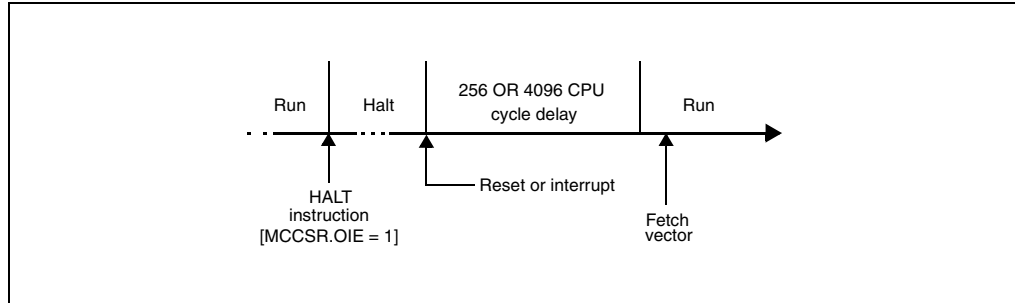 256 OR 4096 CPU
Run
Halt
cycle delay
Run
Reset or interrupt
HALT
instruction
[MCCSR.OIE = 1]
Fetch
vector